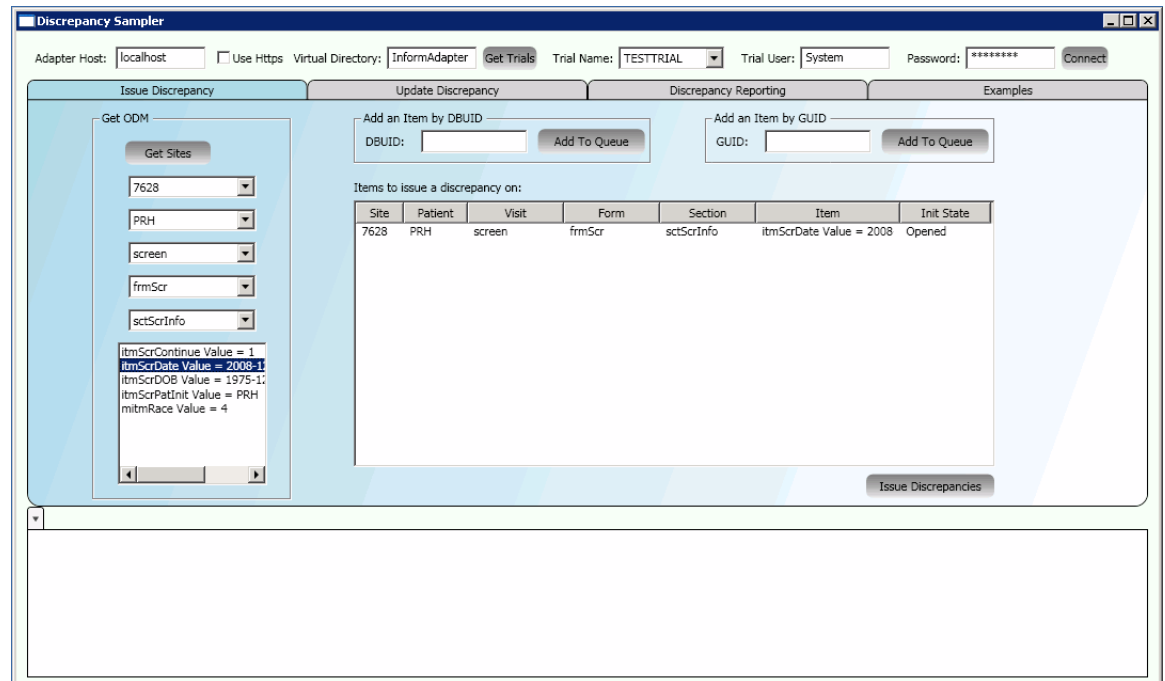 Discrepancy Sampler
Adapter Host: localhost Use Https Virtual Directory: InformAdapter Get Trials Trial Name: TESTTRIAL Trial User: System Password: ******** Connect
Issue Discrepancy Update Discrepancy Discrepancy Reporting Examples
Get ODM
Get Sites
7628
PRH
screen
frmScr
sctScrInfo
itmScrContinue Value = 1
itmScrDate Value = 2008-12
itmScrDOB Value = 1975-12
itmScrPatInit Value = PRH
mitmRace Value = 4
Add an Item by DBUID
DBUID: Add To Queue
Add an Item by GUID
GUID: Add To Queue
Items to issue a discrepancy on:
Site Patient Visit Form Section Item Init State
7628 PRH screen frmScr sctScrInfo itmScrDate Value = 2008 Opened
Issue Discrepancies